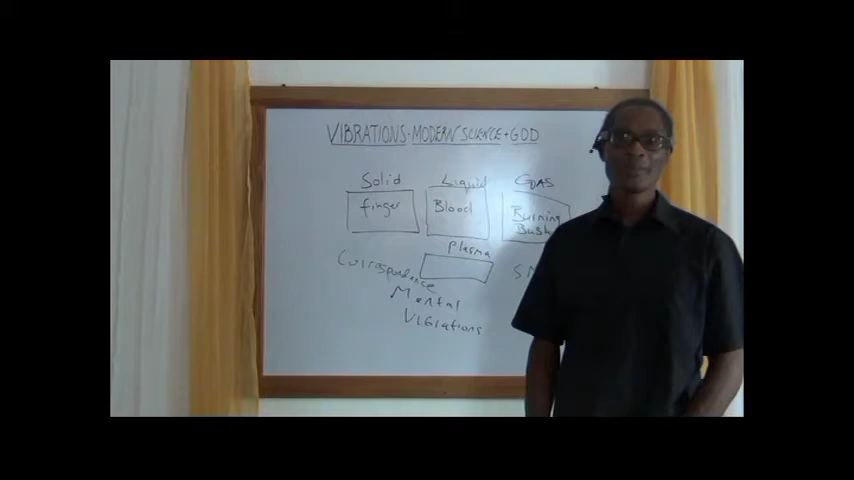 VIBRATIONS-MODERN SCIENCE+GOD
Solid Liquid GAS
finger Blood Burning
Bush
plasma
Correspondence
Mental
Vibrations